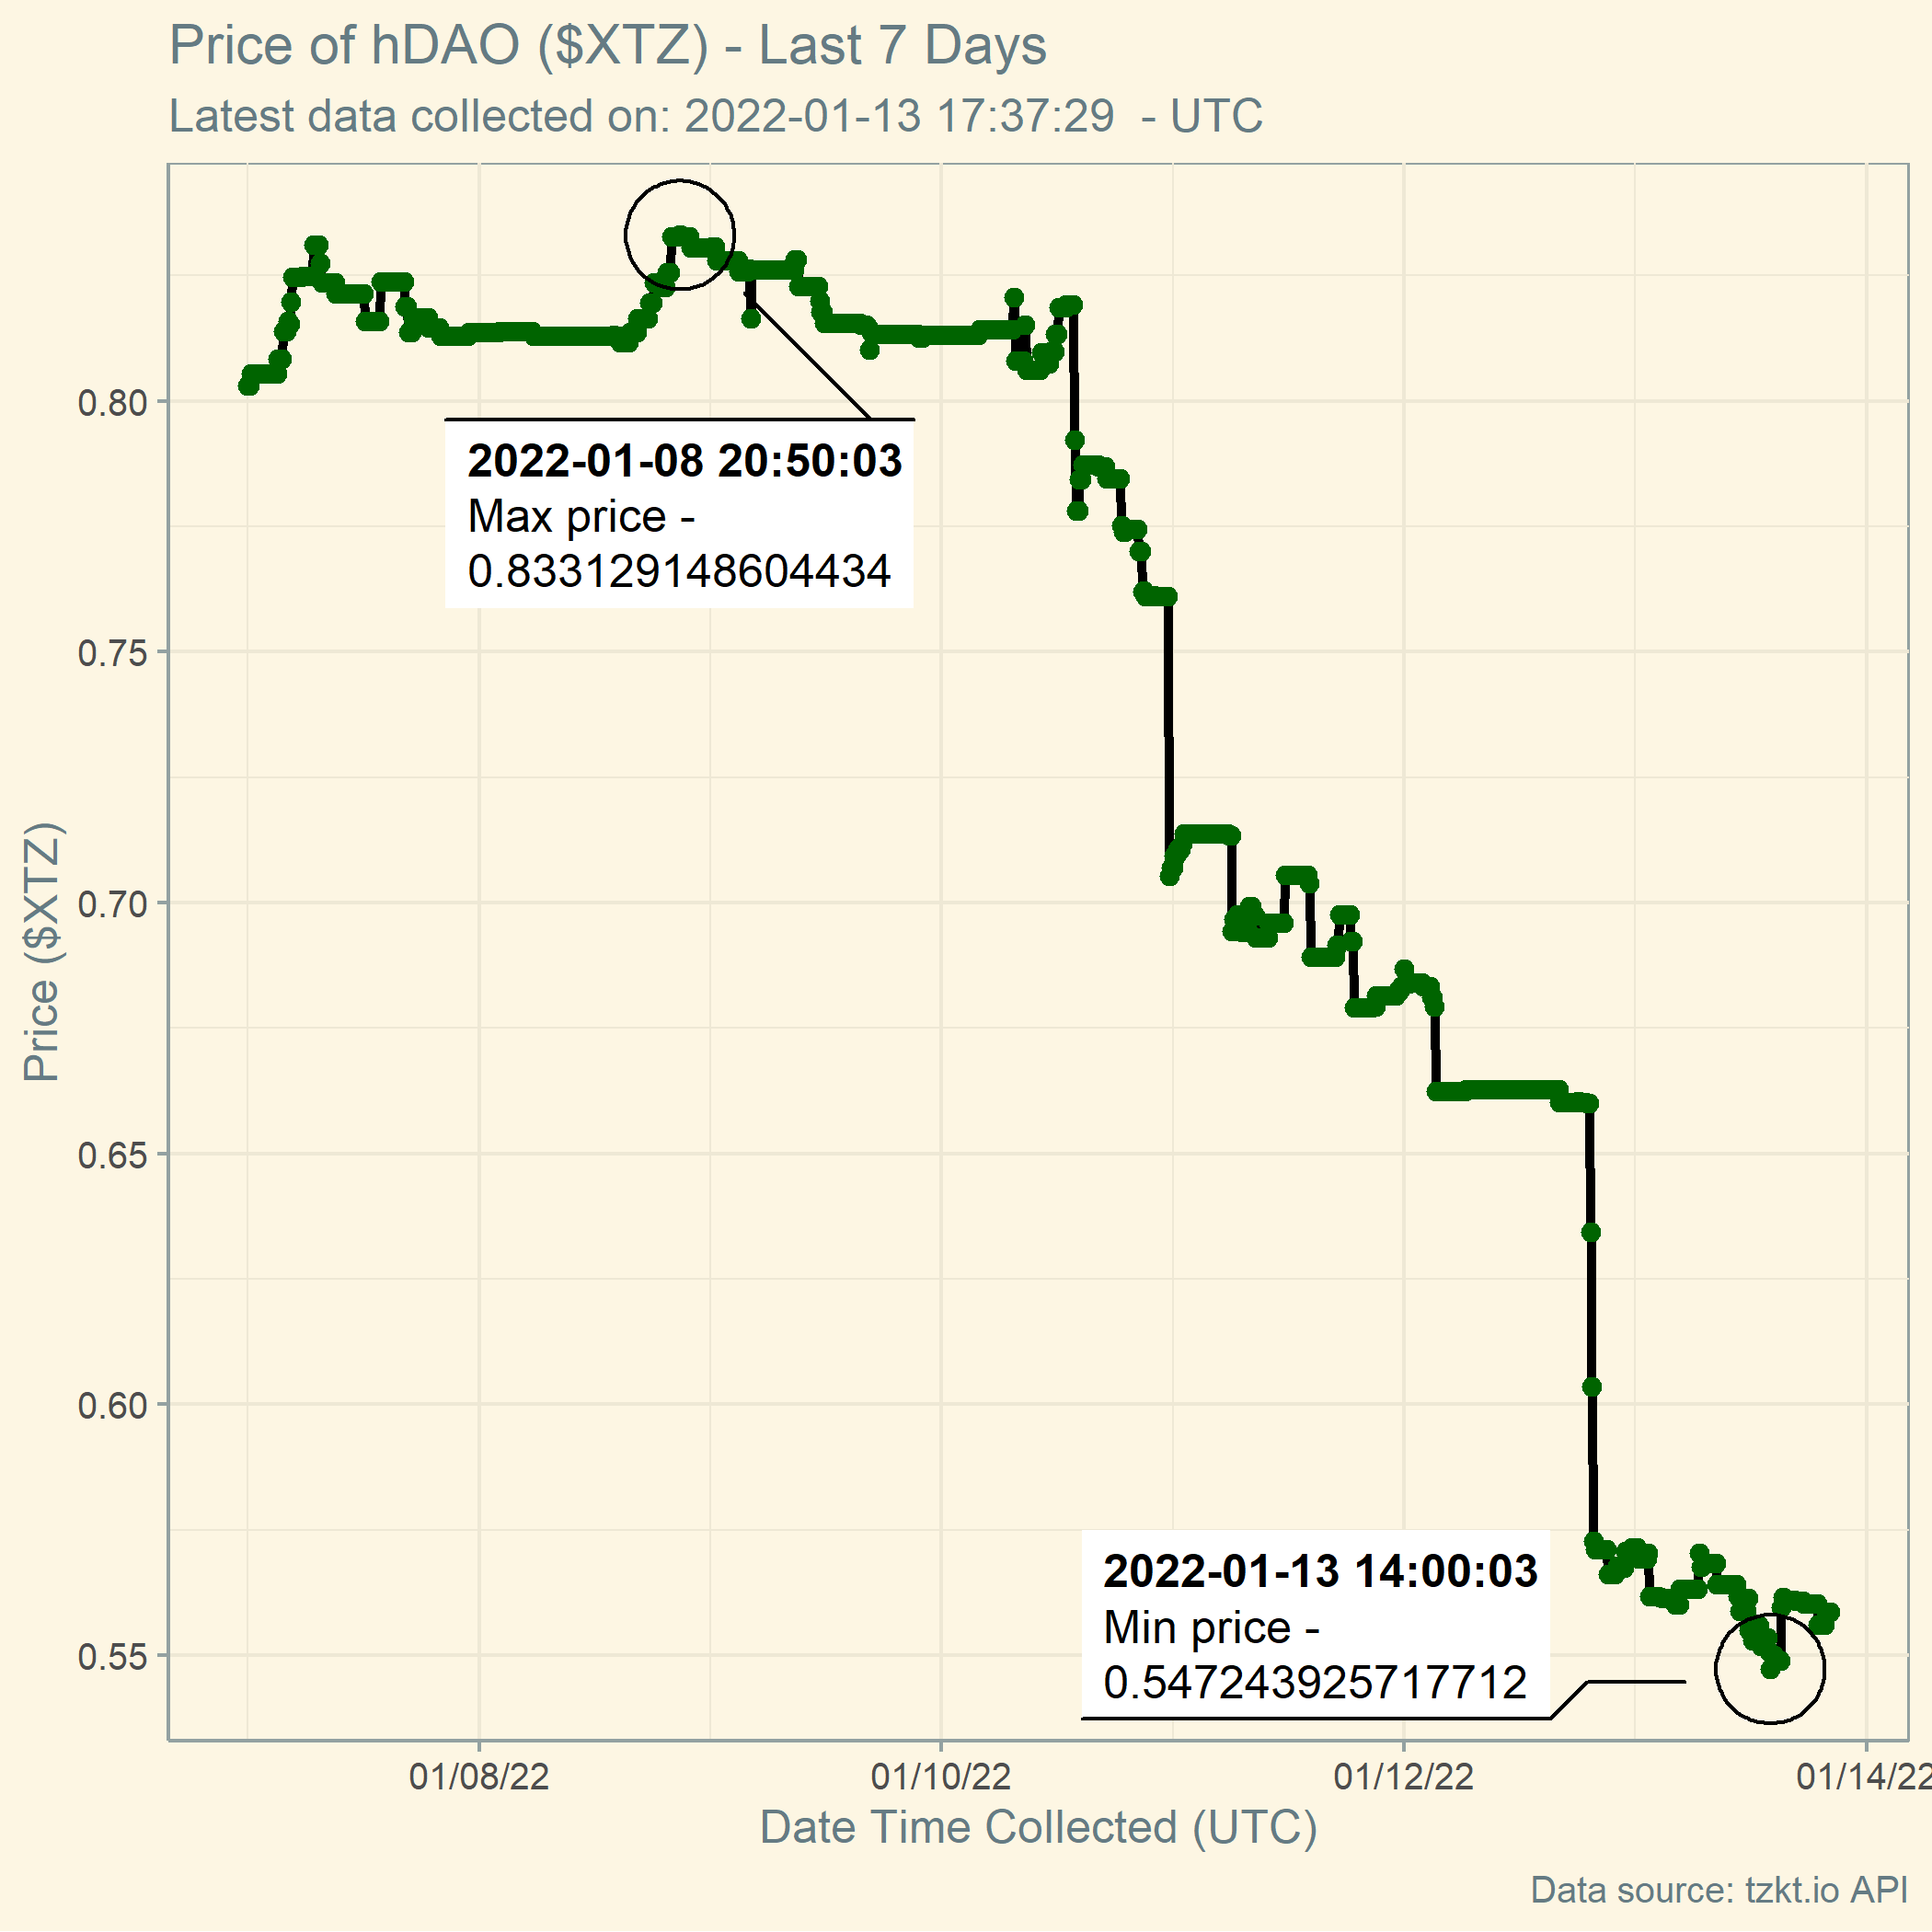 Price of hDAO ($XTZ) - Last 7 Days
Latest data collected on: 2022-01-13 17:37:29  - UTC
Price ($XTZ)
0.80
0.75
0.70
0.65
0.60
0.55
2022-01-08 20:50:03
Max price -
0.833129148604434
2022-01-13 14:00:03
Min price -
0.547243925717712
01/08/22
01/10/22
01/12/22
01/14/22
Date Time Collected (UTC)
Data source: tzkt.io API